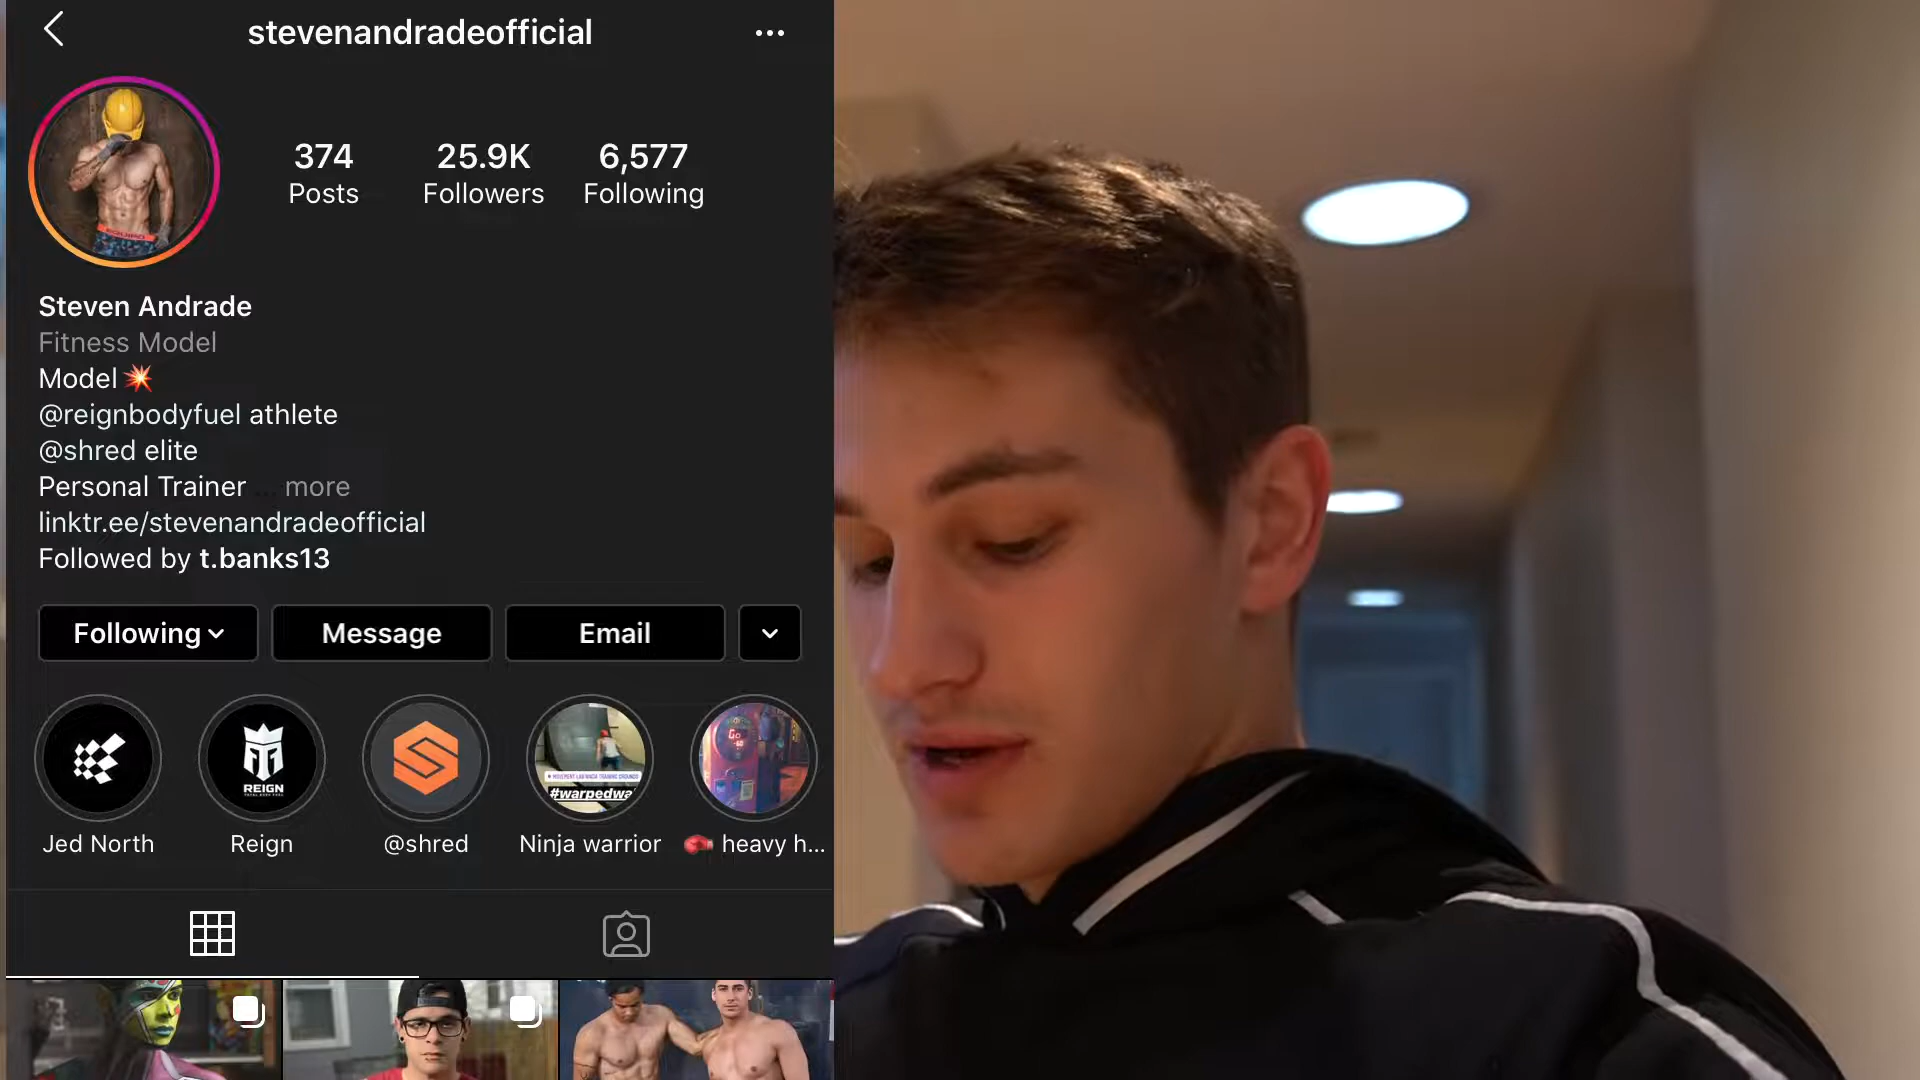 stevenandradeofficial
374
Posts
25.9K
Followers
6,577
Following
Steven Andrade
Fitness Model
Model💥
@reignbodyfuel athlete
@shred elite
Personal Trainer ... more
linktr.ee/stevenandradeofficial
Followed by t.banks13
Following
Message
Email
REIGN
#warpedwa
Go
Jed North
Reign
@shred
Ninja warrior
🥊 heavy h...